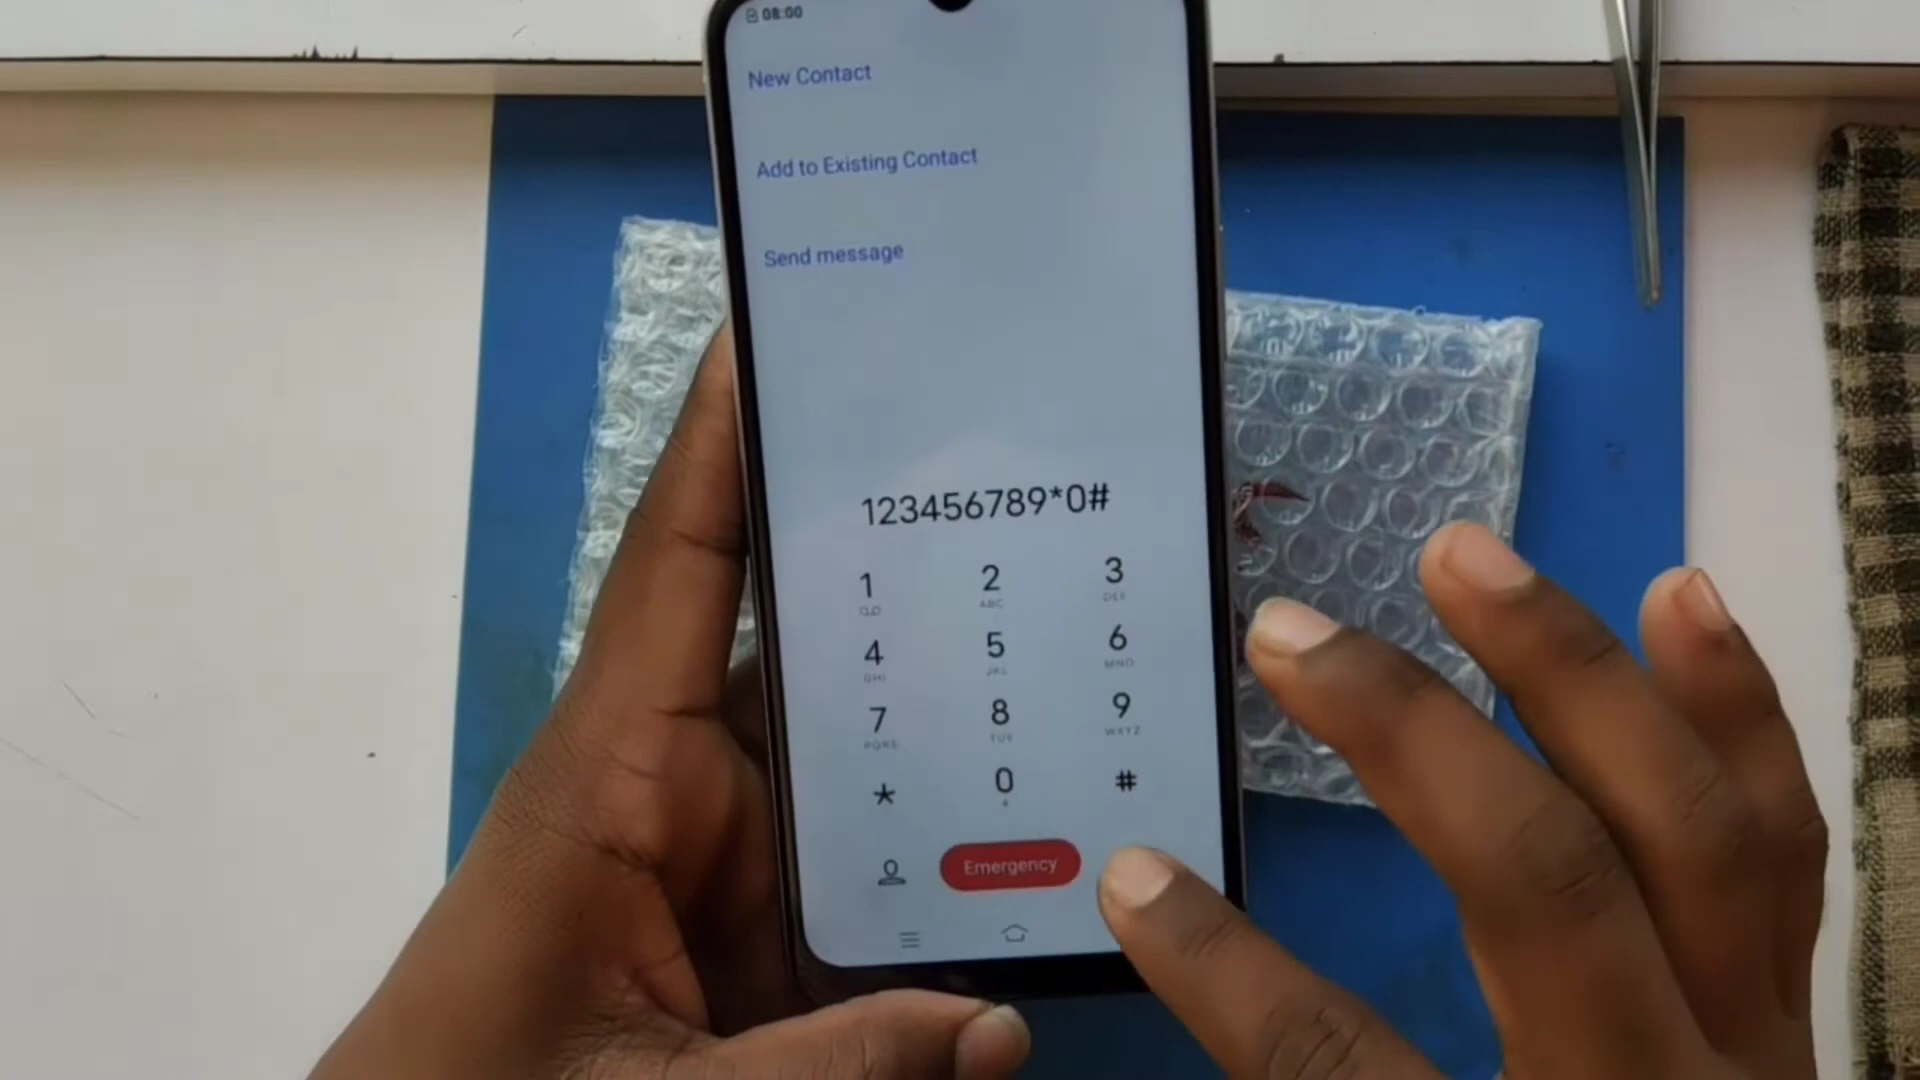 08:00
New Contact
Add to Existing Contact
Send message
123456789*0#
1 2 3
ABC DEF
4 5 6
GHI JKL MNO
7 8 9
PQRS TUV WXYZ
* 0 #
Emergency